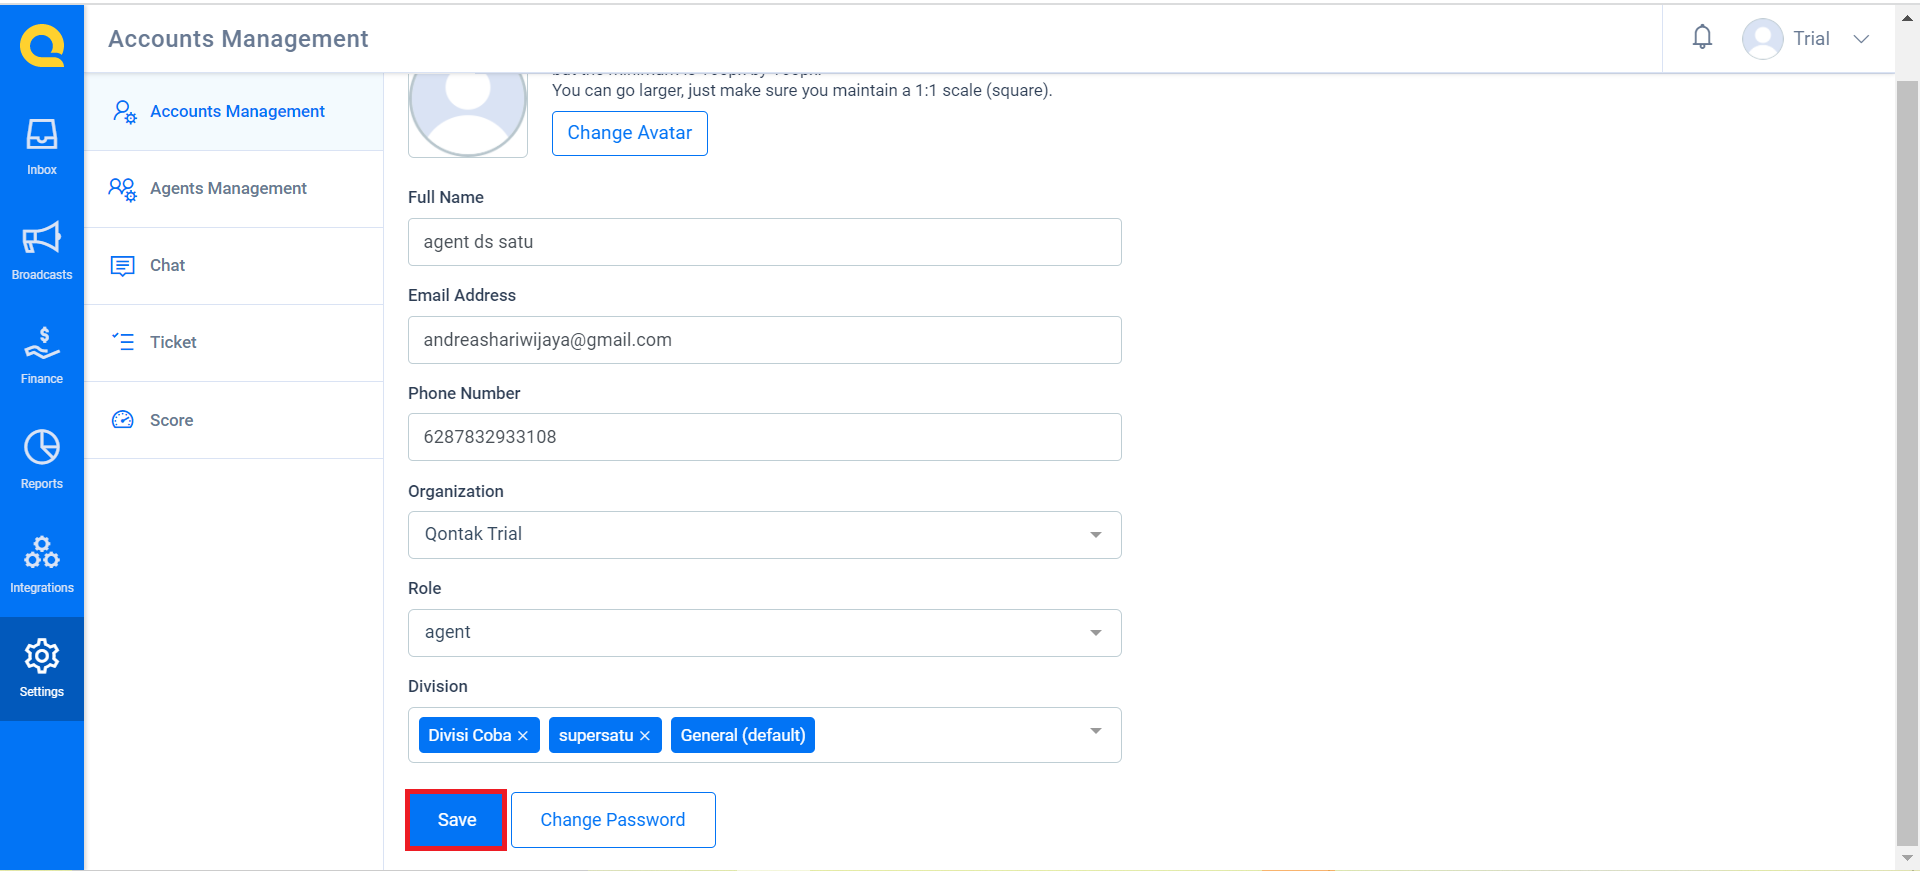 Accounts Management
Trial
Inbox
Broadcasts
Finance
Reports
Integrations
Settings
Accounts Management
Agents Management
Chat
Ticket
Score
You can go larger, just make sure you maintain a 1:1 scale (square).
Change Avatar
Full Name
agent ds satu
Email Address
andreashariwijaya@gmail.com
Phone Number
6287832933108
Organization
Qontak Trial
Role
agent
Division
Divisi Coba × supersatu × General (default)
Save Change Password